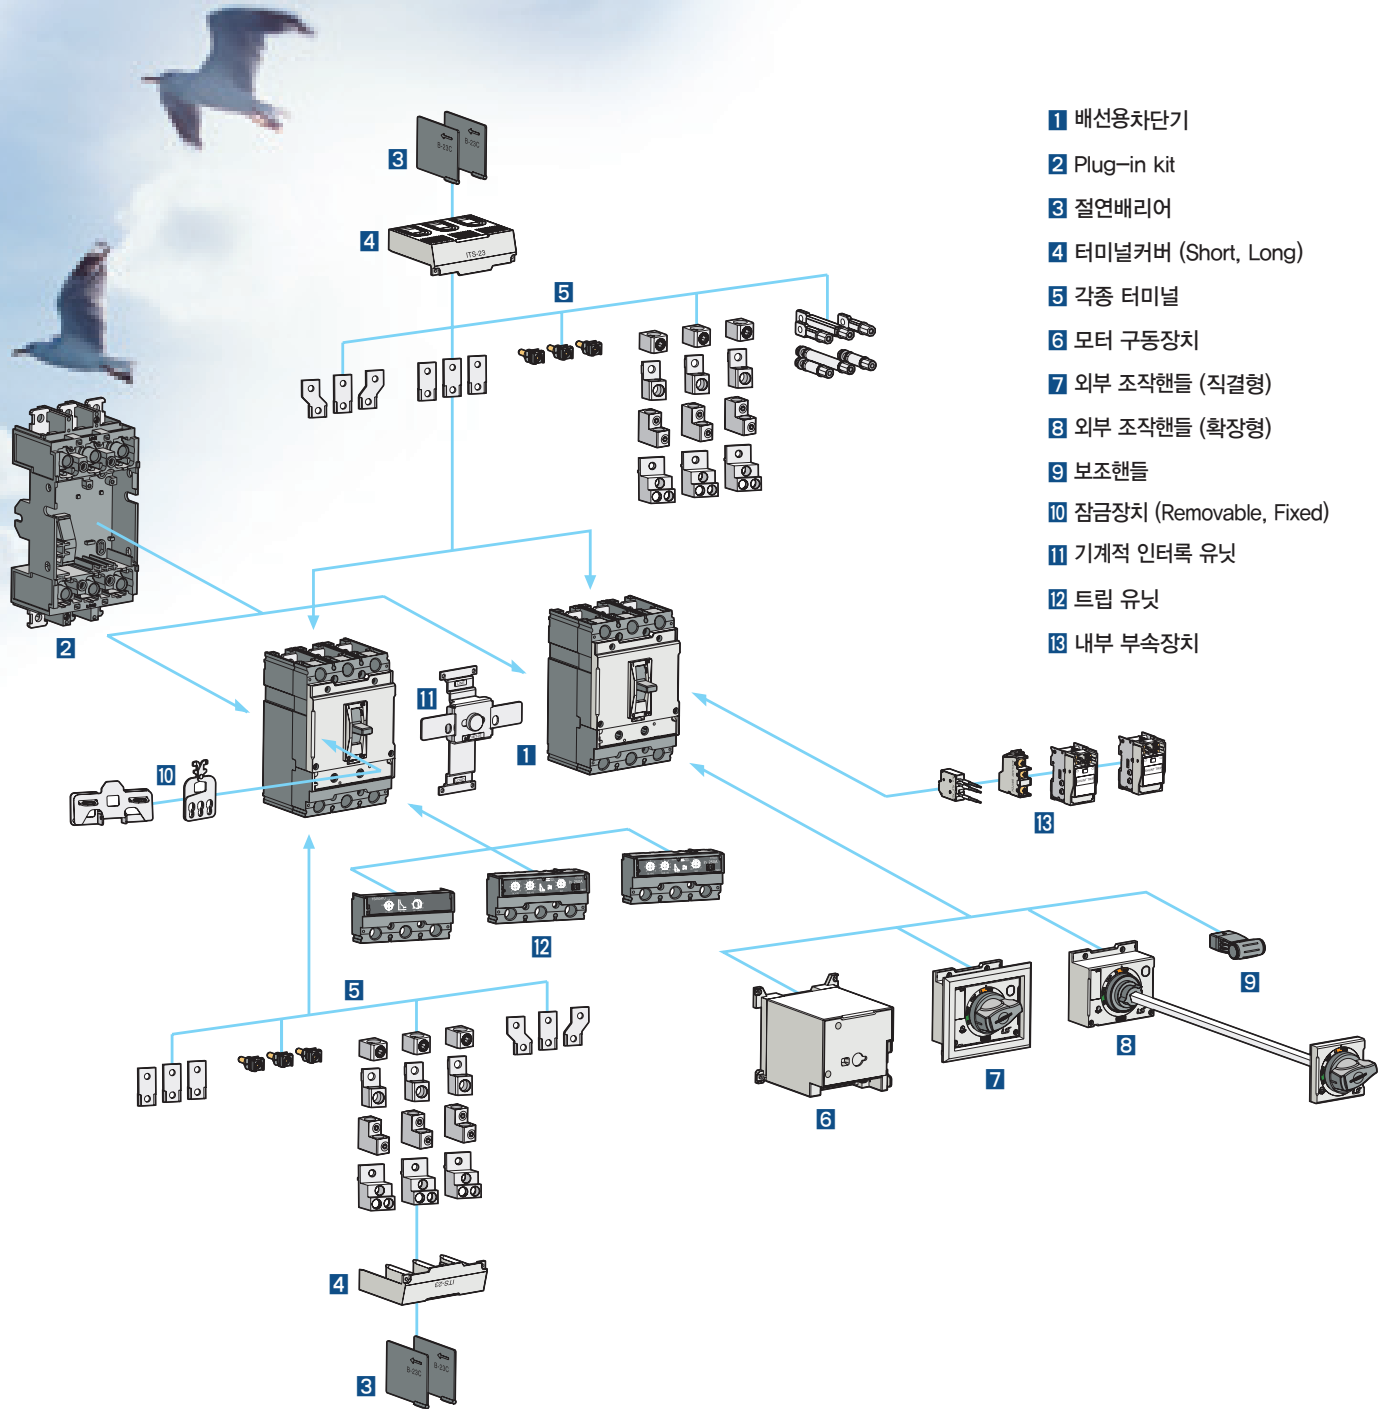 1 배선용차단기
2 Plug-in kit
3 절연배리어
4 터미널커버 (Short, Long)
5 각종 터미널
6 모터 구동장치
7 외부 조작핸들 (직결형)
8 외부 조작핸들 (확장형)
9 보조핸들
10 잠금장치 (Removable, Fixed)
11 기계적 인터록 유닛
12 트립 유닛
13 내부 부속장치
B-23C
B-23C
3
4
ITS-23
5
2
11
1
10
13
12
5
9
8
7
6
4
ITS-23
B-23C
B-23C
3